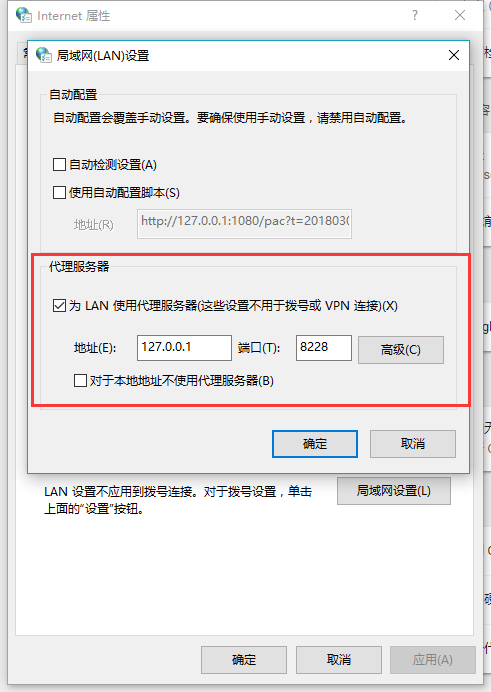 Internet 属性
局域网(LAN)设置
自动配置
自动配置会覆盖手动设置。要确保使用手动设置，请禁用自动配置。
自动检测设置(A)
使用自动配置脚本(S)
地址(R)
http://127.0.0.1:1080/pac?t=2018030
代理服务器
为 LAN 使用代理服务器(这些设置不用于拨号或 VPN 连接)(X)
地址(E): 127.0.0.1 端口(T): 8228 高级(C)
对于本地地址不使用代理服务器(B)
确定 取消
LAN 设置不应用到拨号连接。对于拨号设置，单击
上面的“设置”按钮。
局域网设置(L)
确定 取消 应用(A)